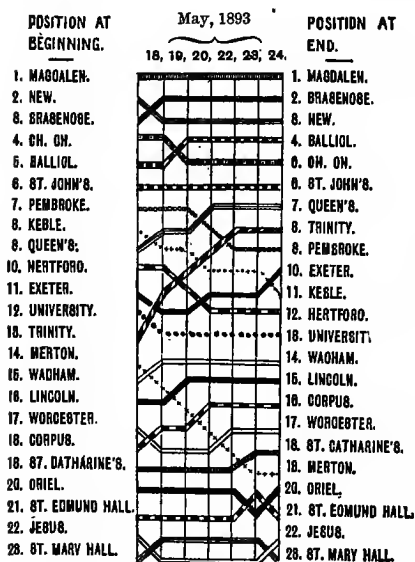 POSITION AT BEGINNING.
May, 1893
18, 19, 20, 22, 23, 24.
POSITION AT END.
1. MAGDALEN.
2. NEW.
3. BRASENOSE.
4. CH. CH.
5. BALLIOL.
6. ST. JOHN'S.
7. PEMBROKE.
8. KEBLE.
9. QUEEN'S.
10. HERTFORD.
11. EXETER.
12. UNIVERSITY.
13. TRINITY.
14. MERTON.
15. WADHAM.
16. LINCOLN.
17. WORCESTER.
18. CORPUS.
19. ST. CATHARINE'S.
20. ORIEL.
21. ST. EDMUND HALL.
22. JESUS.
23. ST. MARY HALL.
1. MAGDALEN.
2. BRASENOSE.
3. NEW.
4. BALLIOL.
5. CH. CH.
6. ST. JOHN'S.
7. QUEEN'S.
8. TRINITY.
9. PEMBROKE.
10. EXETER.
11. KEBLE.
12. HERTFORD.
13. UNIVERSITY
14. WADHAM.
15. LINCOLN.
16. CORPUS.
17. WORCESTER.
18. ST. CATHARINE'S.
19. MERTON.
20. ORIEL.
21. ST. EDMUND HALL.
22. JESUS.
23. ST. MARY HALL.